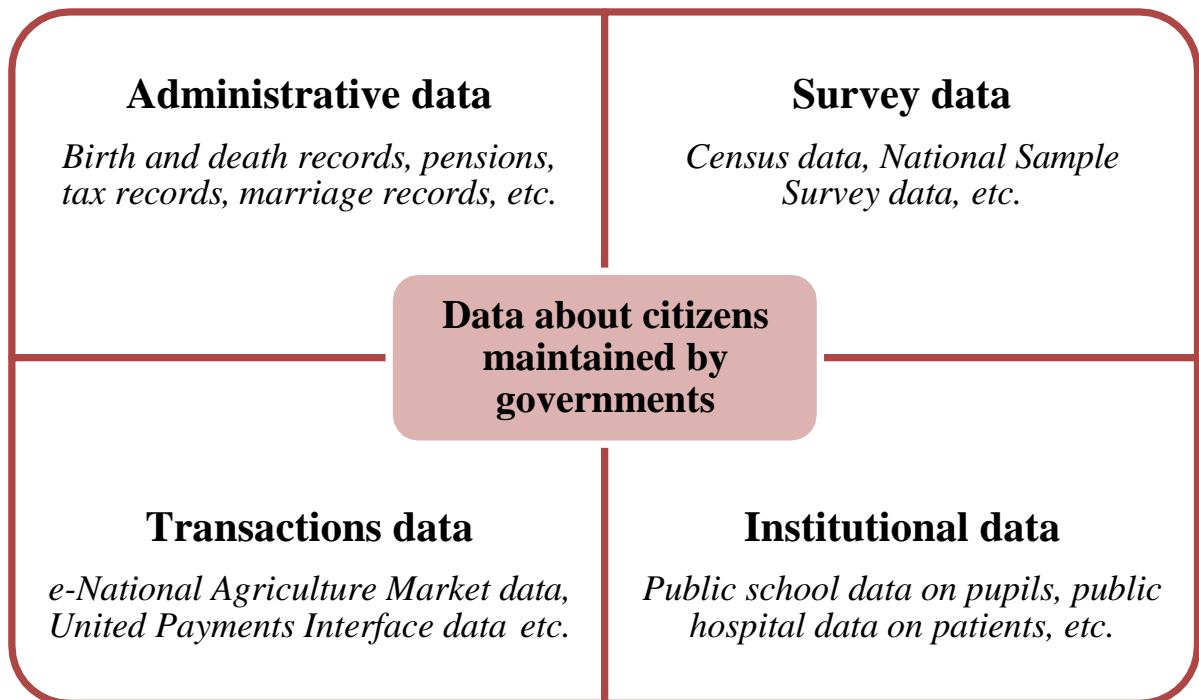 Administrative data
Birth and death records, pensions,
tax records, marriage records, etc.
Survey data
Census data, National Sample
Survey data, etc.
Data about citizens
maintained by
governments
Transactions data
e-National Agriculture Market data,
United Payments Interface data etc.
Institutional data
Public school data on pupils, public
hospital data on patients, etc.